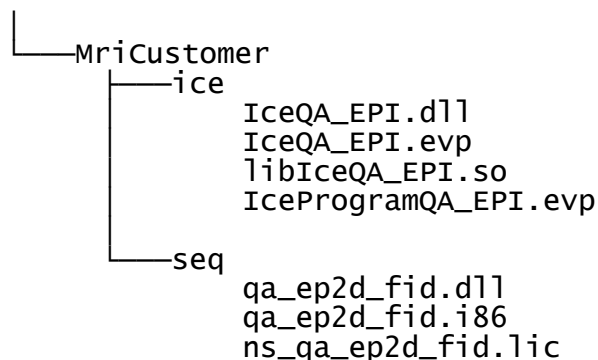 MriCustomer
ice
IceQA_EPI.dll
IceQA_EPI.evp
libIceQA_EPI.so
IceProgramQA_EPI.evp
seq
qa_ep2d_fid.dll
qa_ep2d_fid.i86
ns_qa_ep2d_fid.lic